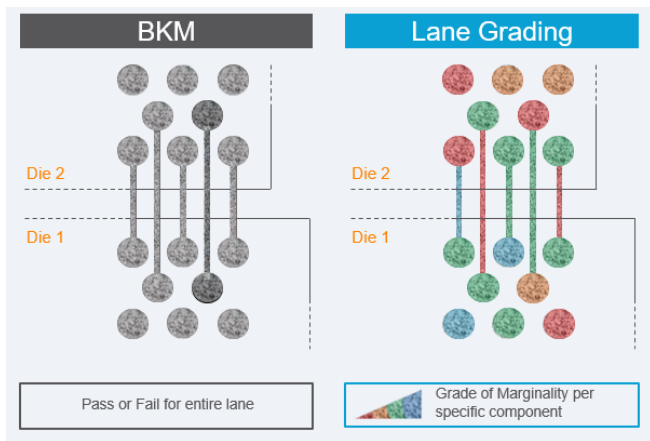 BKM
Lane Grading
Die 2
Die 1
Die 2
Die 1
Pass or Fail for entire lane
Grade of Marginality per
specific component